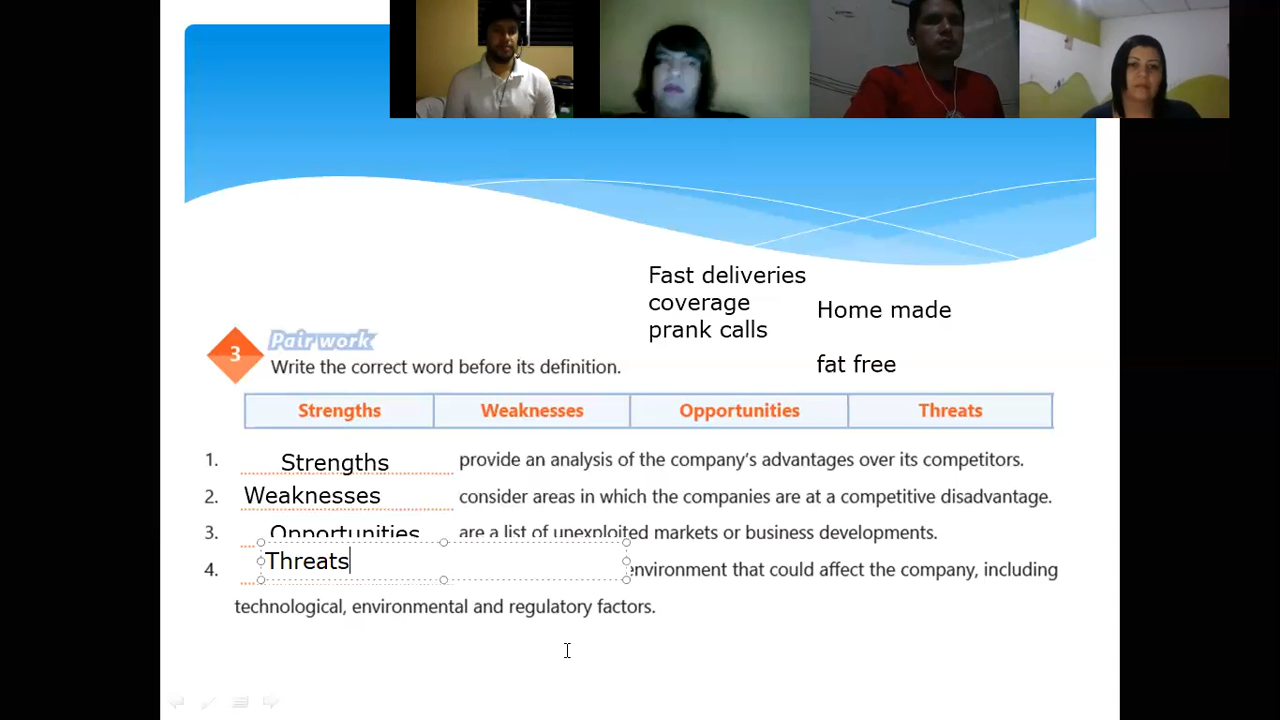 Fast deliveries
coverage
prank calls
Home made
fat free
3
Pair work
Write the correct word before its definition.
Strengths Weaknesses Opportunities Threats
1. Strengths provide an analysis of the company's advantages over its competitors.
2. Weaknesses consider areas in which the companies are at a competitive disadvantage.
3. Opportunities are a list of unexploited markets or business developments.
4. Threats environment that could affect the company, including
technological, environmental and regulatory factors.